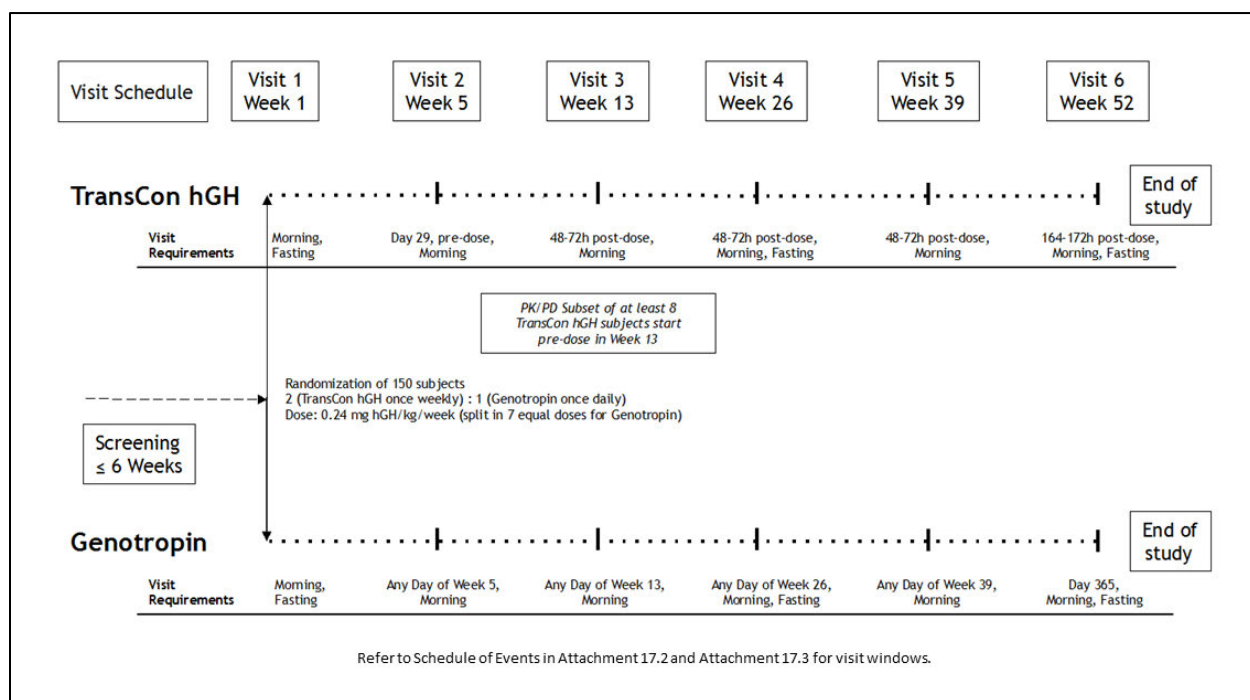 Visit Schedule
Visit 1
Week 1
Visit 2
Week 5
Visit 3
Week 13
Visit 4
Week 26
Visit 5
Week 39
Visit 6
Week 52
TransCon hGH
End of
study
Visit
Requirements
Morning,
Fasting
Day 29, pre-dose,
Morning
48-72h post-dose,
Morning
48-72h post-dose,
Morning, Fasting
48-72h post-dose,
Morning
164-172h post-dose,
Morning, Fasting
PK/PD Subset of at least 8
TransCon hGH subjects start
pre-dose in Week 13
Randomization of 150 subjects
2 (TransCon hGH once weekly) : 1 (Genotropin once daily)
Dose: 0.24 mg hGH/kg/week (split in 7 equal doses for Genotropin)
Screening
≤ 6 Weeks
Genotropin
End of
study
Visit
Requirements
Morning,
Fasting
Any Day of Week 5,
Morning
Any Day of Week 13,
Morning
Any Day of Week 26,
Morning, Fasting
Any Day of Week 39,
Morning
Day 365,
Morning, Fasting
Refer to Schedule of Events in Attachment 17.2 and Attachment 17.3 for visit windows.